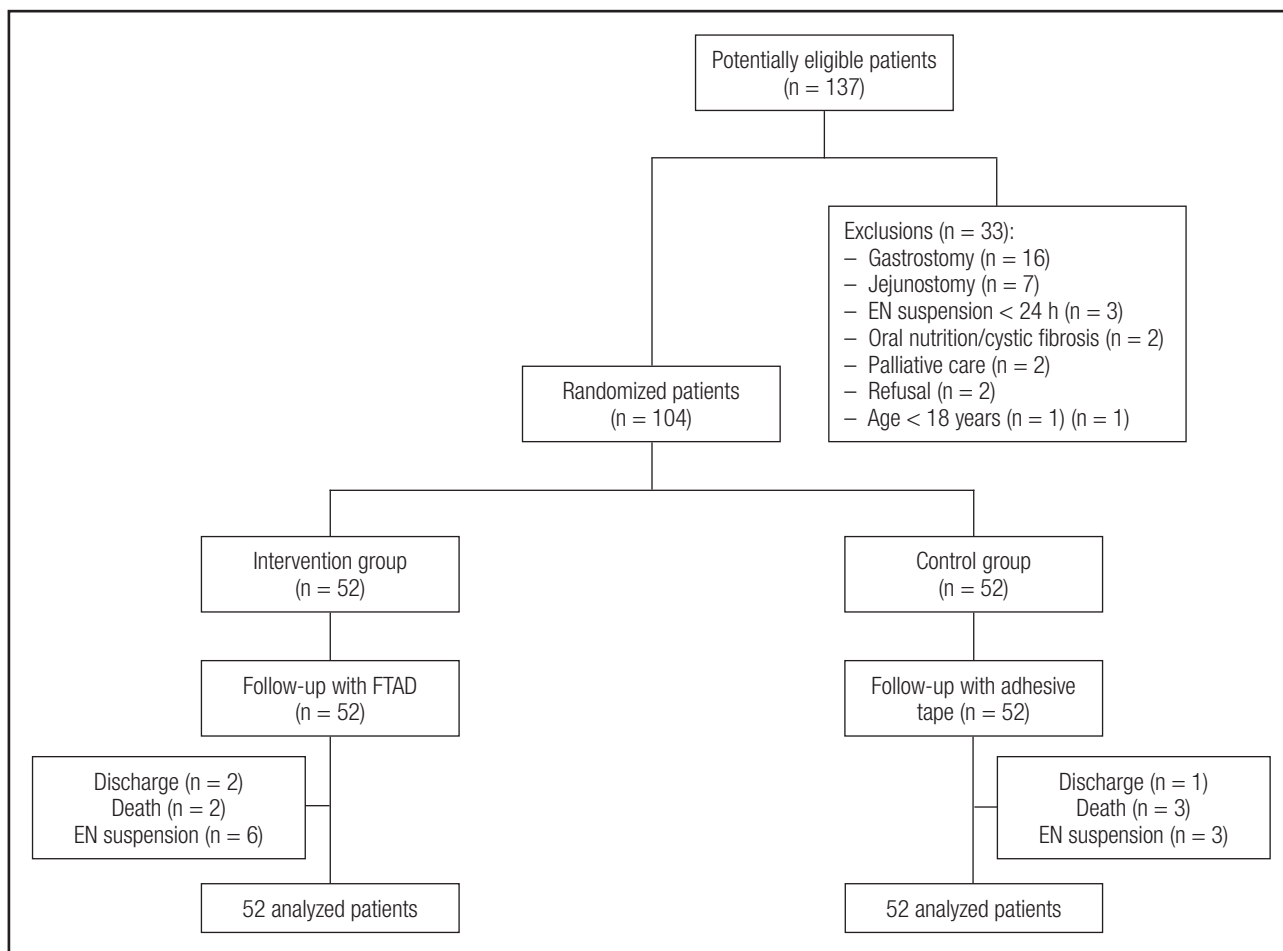 Potentially eligible patients
(n = 137)
Exclusions (n = 33):
– Gastrostomy (n = 16)
– Jejunostomy (n = 7)
– EN suspension < 24 h (n = 3)
– Oral nutrition/cystic fibrosis (n = 2)
– Palliative care (n = 2)
– Refusal (n = 2)
– Age < 18 years (n = 1) (n = 1)
Randomized patients
(n = 104)
Intervention group
(n = 52)
Control group
(n = 52)
Follow-up with FTAD
(n = 52)
Follow-up with adhesive
tape (n = 52)
Discharge (n = 2)
Death (n = 2)
EN suspension (n = 6)
Discharge (n = 1)
Death (n = 3)
EN suspension (n = 3)
52 analyzed patients
52 analyzed patients